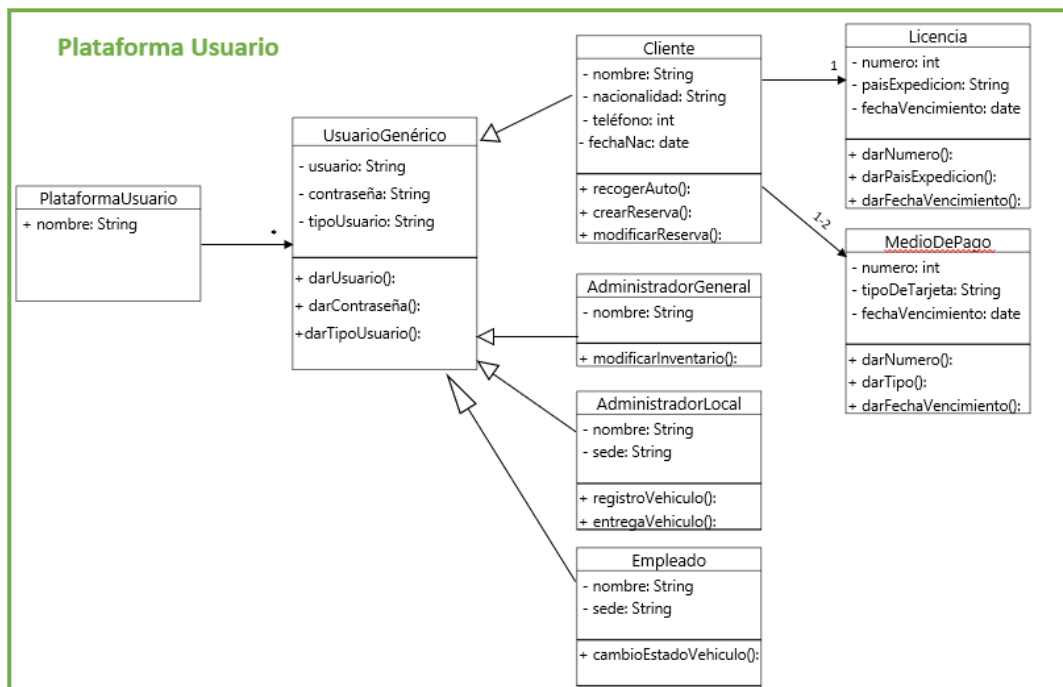 Plataforma Usuario
PlataformaUsuario
+ nombre: String
*
UsuarioGenérico
- usuario: String
- contraseña: String
- tipoUsuario: String
+ darUsuario():
+ darContraseña():
+darTipoUsuario():
Cliente
- nombre: String
- nacionalidad: String
- teléfono: int
- fechaNac: date
+ recogerAuto():
+ crearReserva():
+ modificarReserva():
1
Licencia
- numero: int
- paisExpedicion: String
- fechaVencimiento: date
+ darNumero():
+ darPaisExpedicion():
+ darFechaVencimiento():
1-2
MedioDePago
- numero: int
- tipoDeTarjeta: String
- fechaVencimiento: date
+ darNumero():
+ darTipo():
+ darFechaVencimiento():
AdministradorGeneral
- nombre: String
+ modificarInventario():
AdministradorLocal
- nombre: String
- sede: String
+ registroVehiculo():
+ entregaVehiculo():
Empleado
- nombre: String
- sede: String
+ cambioEstadoVehiculo():